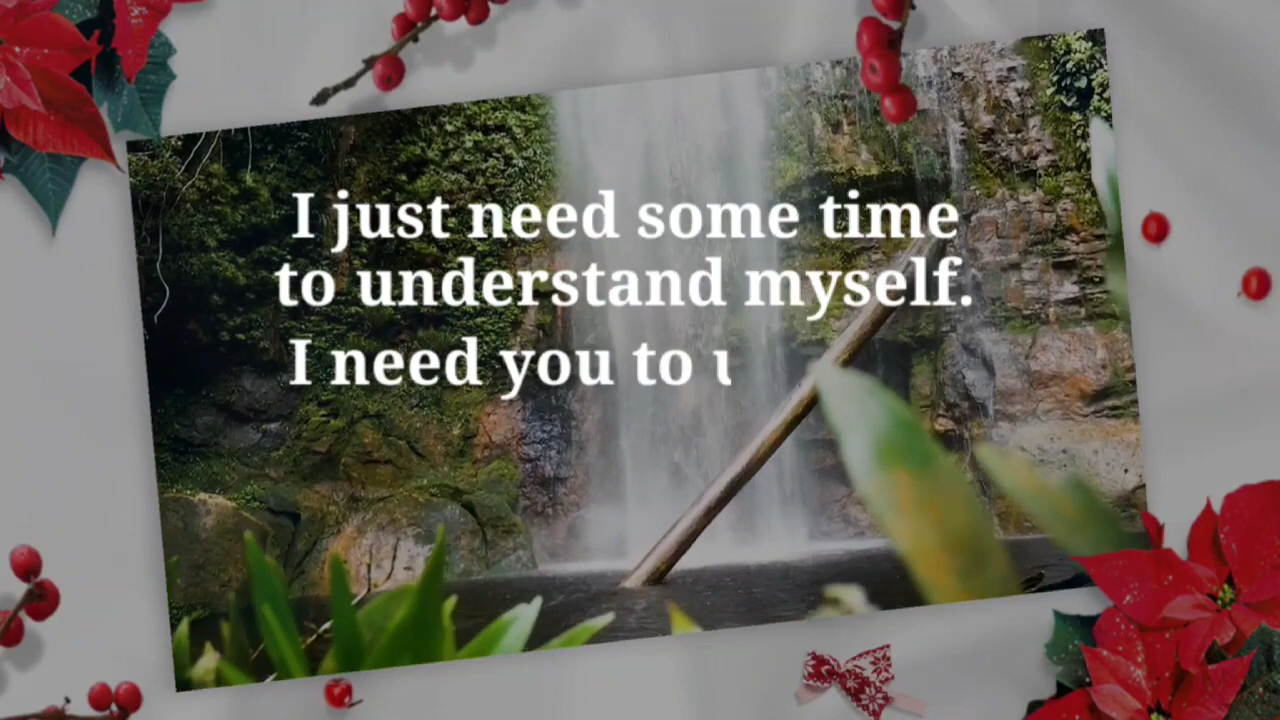 I just need some time
to understand myself.
I need you to